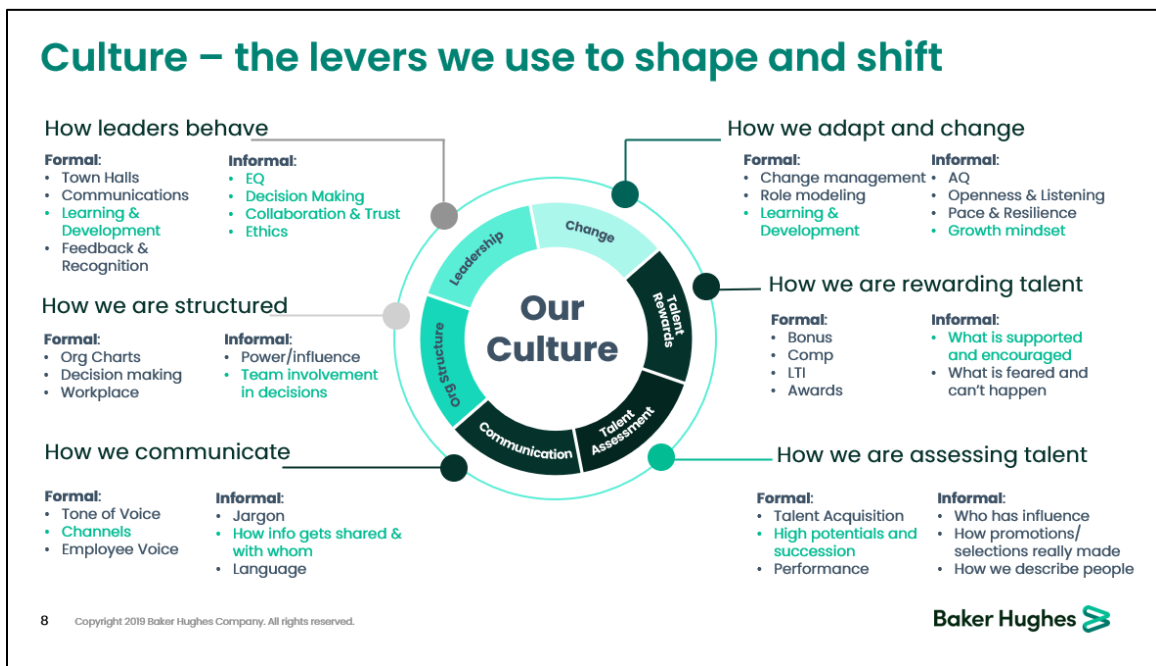 Culture – the levers we use to shape and shift
How leaders behave
Formal:
• Town Halls
• Communications
• Learning &
Development
• Feedback &
Recognition
Informal:
• EQ
• Decision Making
• Collaboration & Trust
• Ethics
How we are structured
Formal:
• Org Charts
• Decision making
• Workplace
Informal:
• Power/influence
• Team involvement
in decisions
How we communicate
Formal:
• Tone of Voice
• Channels
• Employee Voice
Informal:
• Jargon
• How info gets shared &
with whom
• Language
Our
Culture
Leadership
Change
Talent
Rewards
Talent
Assessment
Communication
Org Structure
How we adapt and change
Formal:
• Change management
• Role modeling
• Learning &
Development
Informal:
• AQ
• Openness & Listening
• Pace & Resilience
• Growth mindset
How we are rewarding talent
Formal:
• Bonus
• Comp
• LTI
• Awards
Informal:
• What is supported
and encouraged
• What is feared and
can't happen
How we are assessing talent
Formal:
• Talent Acquisition
• High potentials and
succession
• Performance
Informal:
• Who has influence
• How promotions/
selections really made
• How we describe people
8
Copyright 2019 Baker Hughes Company. All rights reserved.
Baker Hughes